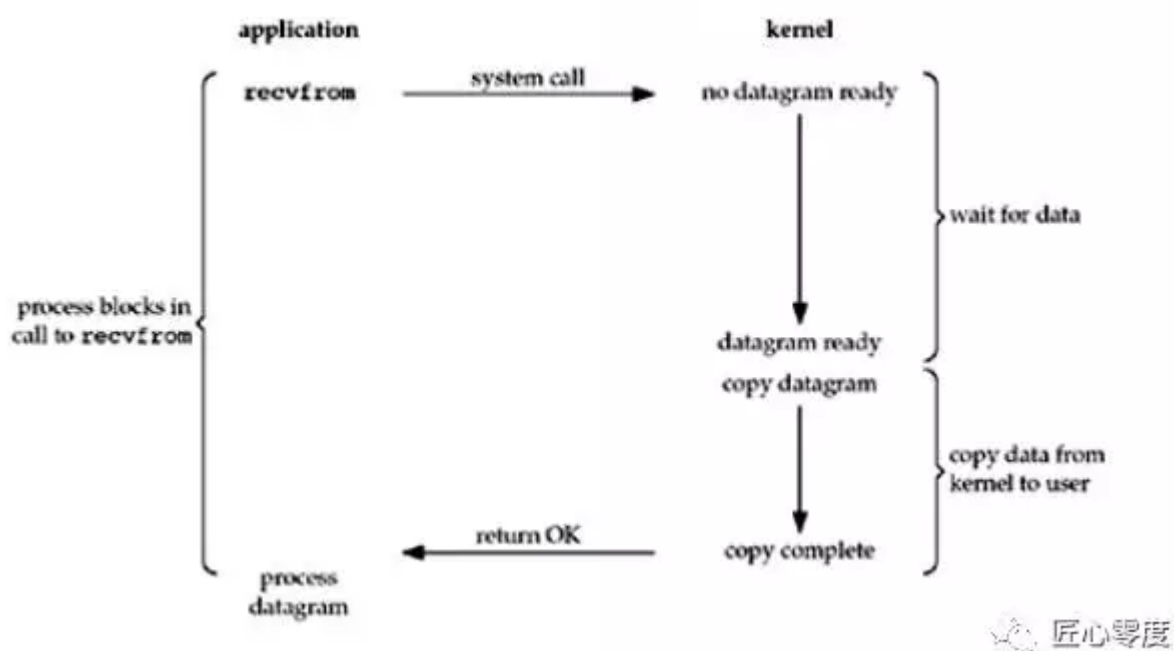 application
kernel
recvfrom
system call
no datagram ready
wait for data
process blocks in
call to recvfrom
datagram ready
copy datagram
copy data from
kernel to user
return OK
copy complete
process
datagram
匠心零度